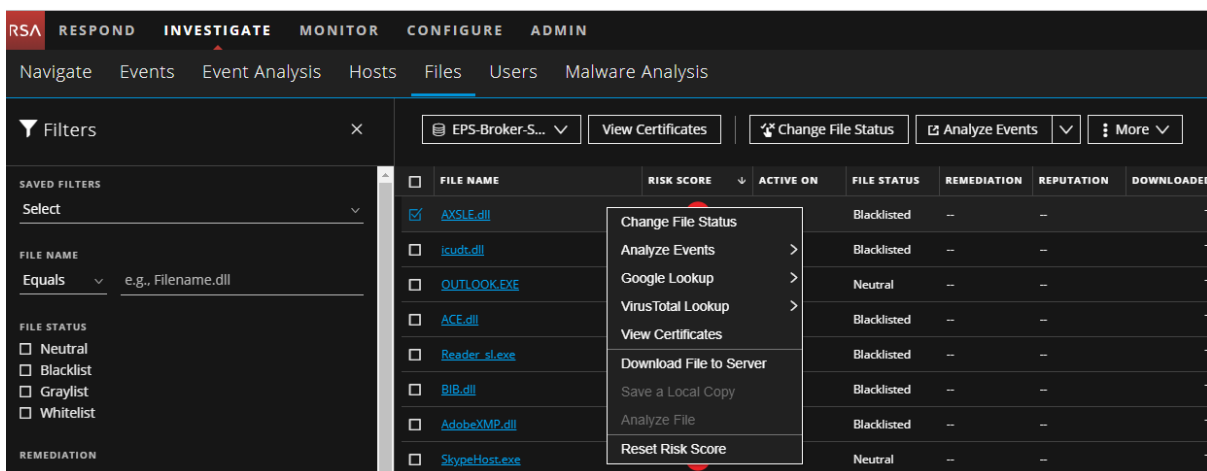 RSA RESPOND INVESTIGATE MONITOR CONFIGURE ADMIN
Navigate Events Event Analysis Hosts Files Users Malware Analysis
Filters
EPS-Broker-S... View Certificates Change File Status Analyze Events More
SAVED FILTERS
Select
FILE NAME
Equals e.g., Filename.dll
FILE STATUS
Neutral
Blacklist
Graylist
Whitelist
REMEDIATION
FILE NAME RISK SCORE ACTIVE ON FILE STATUS REMEDIATION REPUTATION DOWNLOADED
AXSLE.dll Blacklisted -- --
icudt.dll Blacklisted -- --
OUTLOOK.EXE Neutral -- --
ACE.dll Blacklisted -- --
Reader_sl.exe Blacklisted -- --
BIB.dll Blacklisted -- --
AdobeXMP.dll Blacklisted -- --
SkypeHost.exe Neutral -- --
Change File Status
Analyze Events
Google Lookup
VirusTotal Lookup
View Certificates
Download File to Server
Save a Local Copy
Analyze File
Reset Risk Score